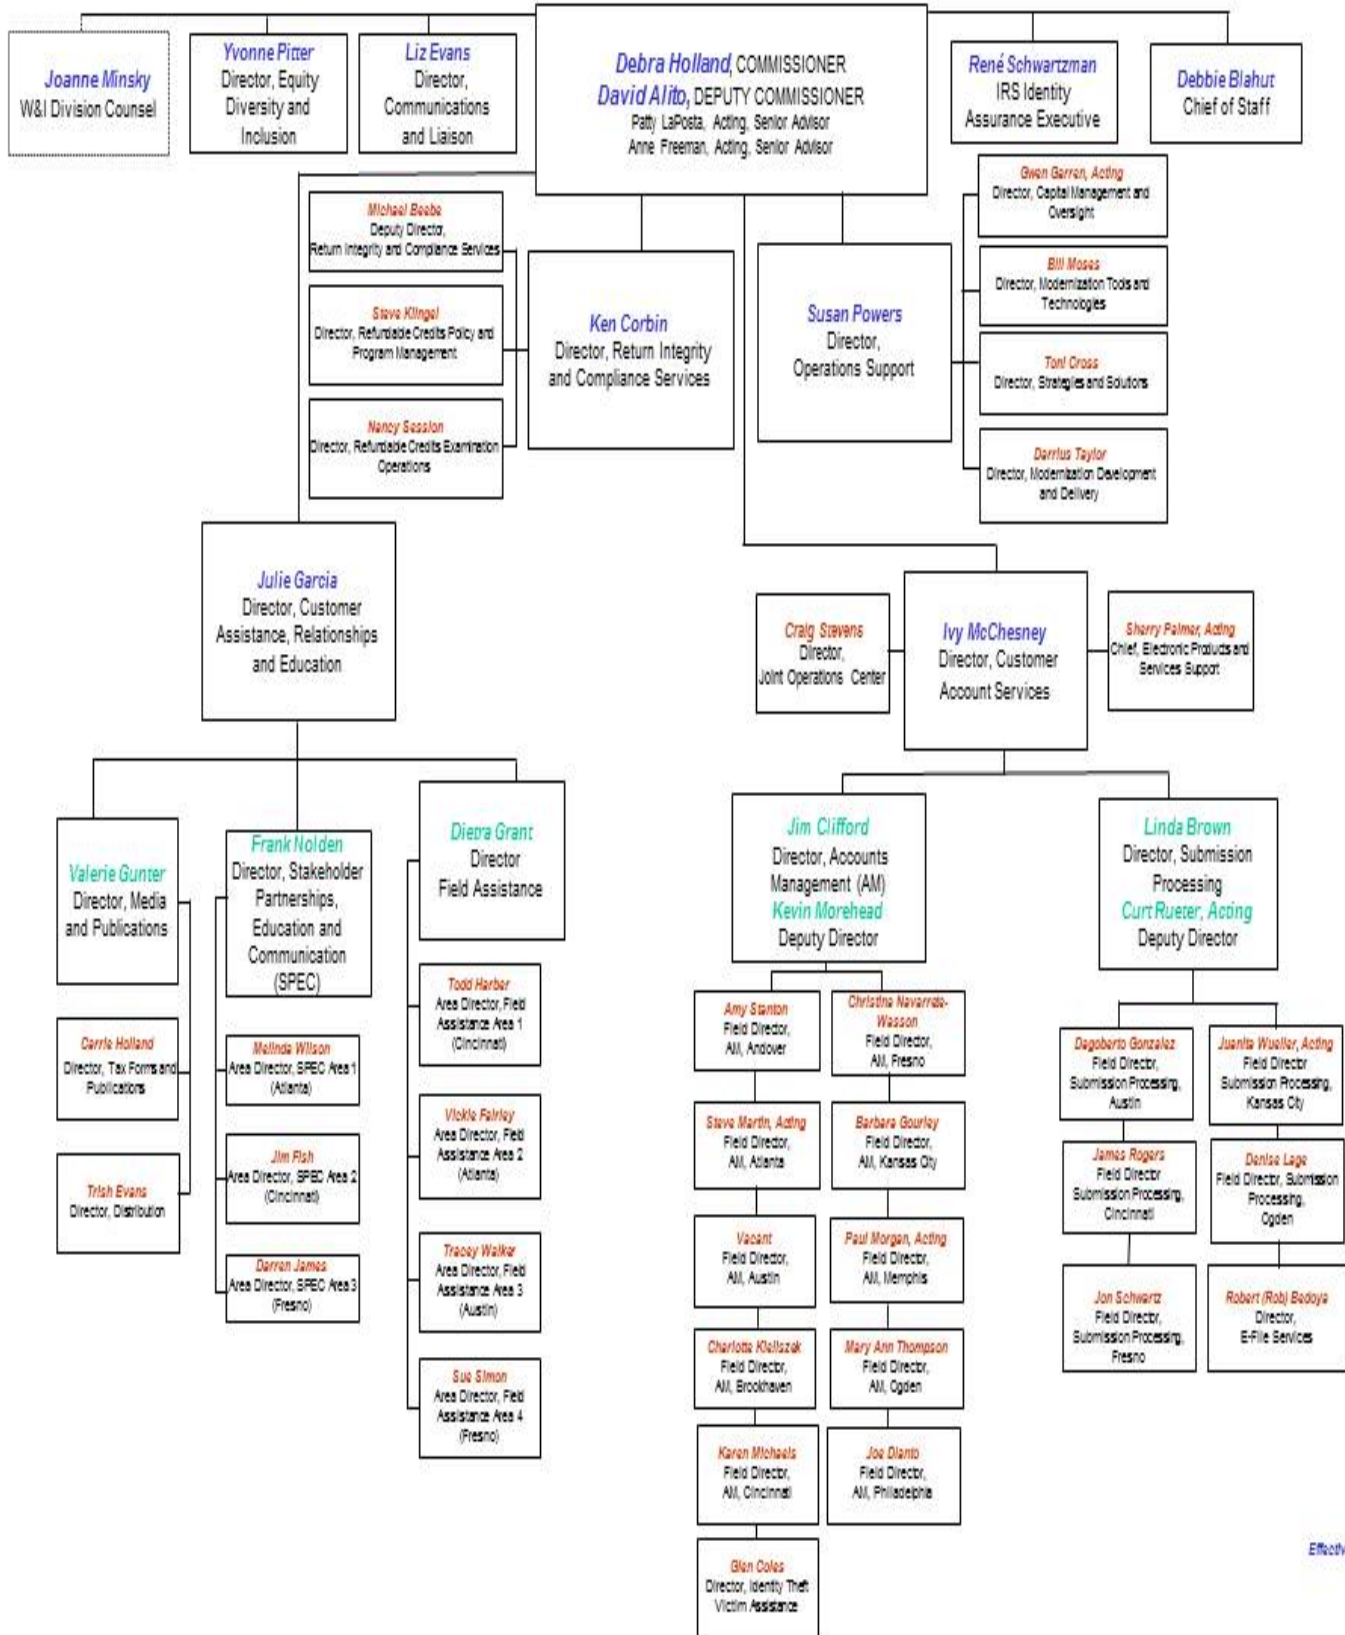 Joanne Minsky
W&I Division Counsel
Yvonne Pitter
Director, Equity
Diversity and
Inclusion
Liz Evans
Director,
Communications
and Liaison
Debra Holland, COMMISSIONER
David Alito, DEPUTY COMMISSIONER
Patty LaPosta, Acting, Senior Advisor
Anne Freeman, Acting, Senior Advisor
René Schwartzman
IRS Identity
Assurance Executive
Debbie Blahut
Chief of Staff
Michael Beebe
Deputy Director,
Return Integrity and Compliance Services
Steve Klingel
Director, Refundable Credits Policy and
Program Management
Nancy Session
Director, Refundable Credits Examination
Operations
Ken Corbin
Director, Return Integrity
and Compliance Services
Susan Powers
Director,
Operations Support
Gwen Garren, Acting
Director, Capital Management and
Oversight
Bill Moses
Director, Modernization Tools and
Technologies
Toni Cross
Director, Strategies and Solutions
Darrius Taylor
Director, Modernization Development
and Delivery
Julie Garcia
Director, Customer
Assistance, Relationships
and Education
Craig Stevens
Director,
Joint Operations Center
Ivy McChesney
Director, Customer
Account Services
Sherry Palmer, Acting
Chief, Electronic Products and
Services Support
Valerie Gunter
Director, Media
and Publications
Carrie Holland
Director, Tax Forms and
Publications
Trish Evans
Director, Distribution
Frank Nolden
Director, Stakeholder
Partnerships,
Education and
Communication
(SPEC)
Melinda Wilson
Area Director, SPEC Area 1
(Atlanta)
Jim Fish
Area Director, SPEC Area 2
(Cincinnati)
Darren James
Area Director, SPEC Area 3
(Fresno)
Dietra Grant
Director
Field Assistance
Todd Harber
Area Director, Field
Assistance Area 1
(Cincinnati)
Vickie Fairley
Area Director, Field
Assistance Area 2
(Atlanta)
Tracey Walker
Area Director, Field
Assistance Area 3
(Austin)
Sue Simon
Area Director, Field
Assistance Area 4
(Fresno)
Jim Clifford
Director, Accounts
Management (AM)
Kevin Morehead
Deputy Director
Amy Stanton
Field Director,
AM, Andover
Steve Martin, Acting
Field Director,
AM, Atlanta
Vacant
Field Director,
AM, Austin
Charlotte Kieliszak
Field Director,
AM, Brookhaven
Karen Michaels
Field Director,
AM, Cincinnati
Glen Coles
Director, Identity Theft
Victim Assistance
Christina Navarrete-
Wasson
Field Director,
AM, Fresno
Barbara Gourley
Field Director,
AM, Kansas City
Paul Morgan, Acting
Field Director,
AM, Memphis
Mary Ann Thompson
Field Director,
AM, Ogden
Joe Dianto
Field Director,
AM, Philadelphia
Linda Brown
Director, Submission
Processing
Curt Rueter, Acting
Deputy Director
Dagoberto Gonzalez
Field Director,
Submission Processing,
Austin
James Rogers
Field Director
Submission Processing,
Cincinnati
Jon Schwartz
Field Director,
Submission Processing,
Fresno
Juanita Wueller, Acting
Field Director
Submission Processing,
Kansas City
Denise Lage
Field Director, Submission
Processing,
Ogden
Robert (Rob) Bedoya
Director,
E-File Services